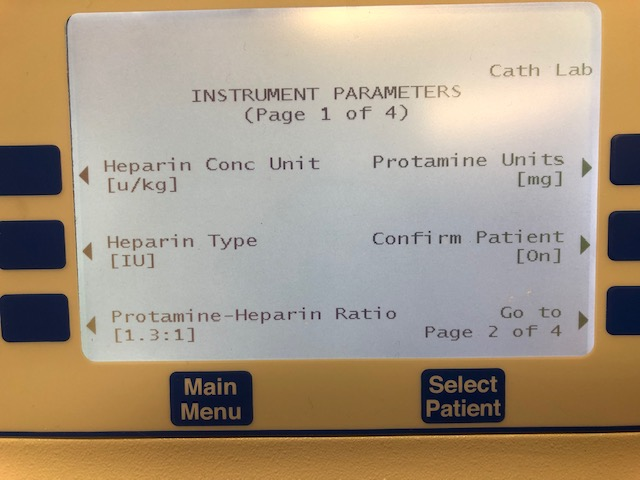 Cath Lab
INSTRUMENT PARAMETERS
(Page 1 of 4)
Heparin Conc Unit
[u/kg]
Protamine Units
[mg]
Heparin Type
[IU]
Confirm Patient
[On]
Protamine-Heparin Ratio
[1.3:1]
Go to
Page 2 of 4
Main
Menu
Select
Patient